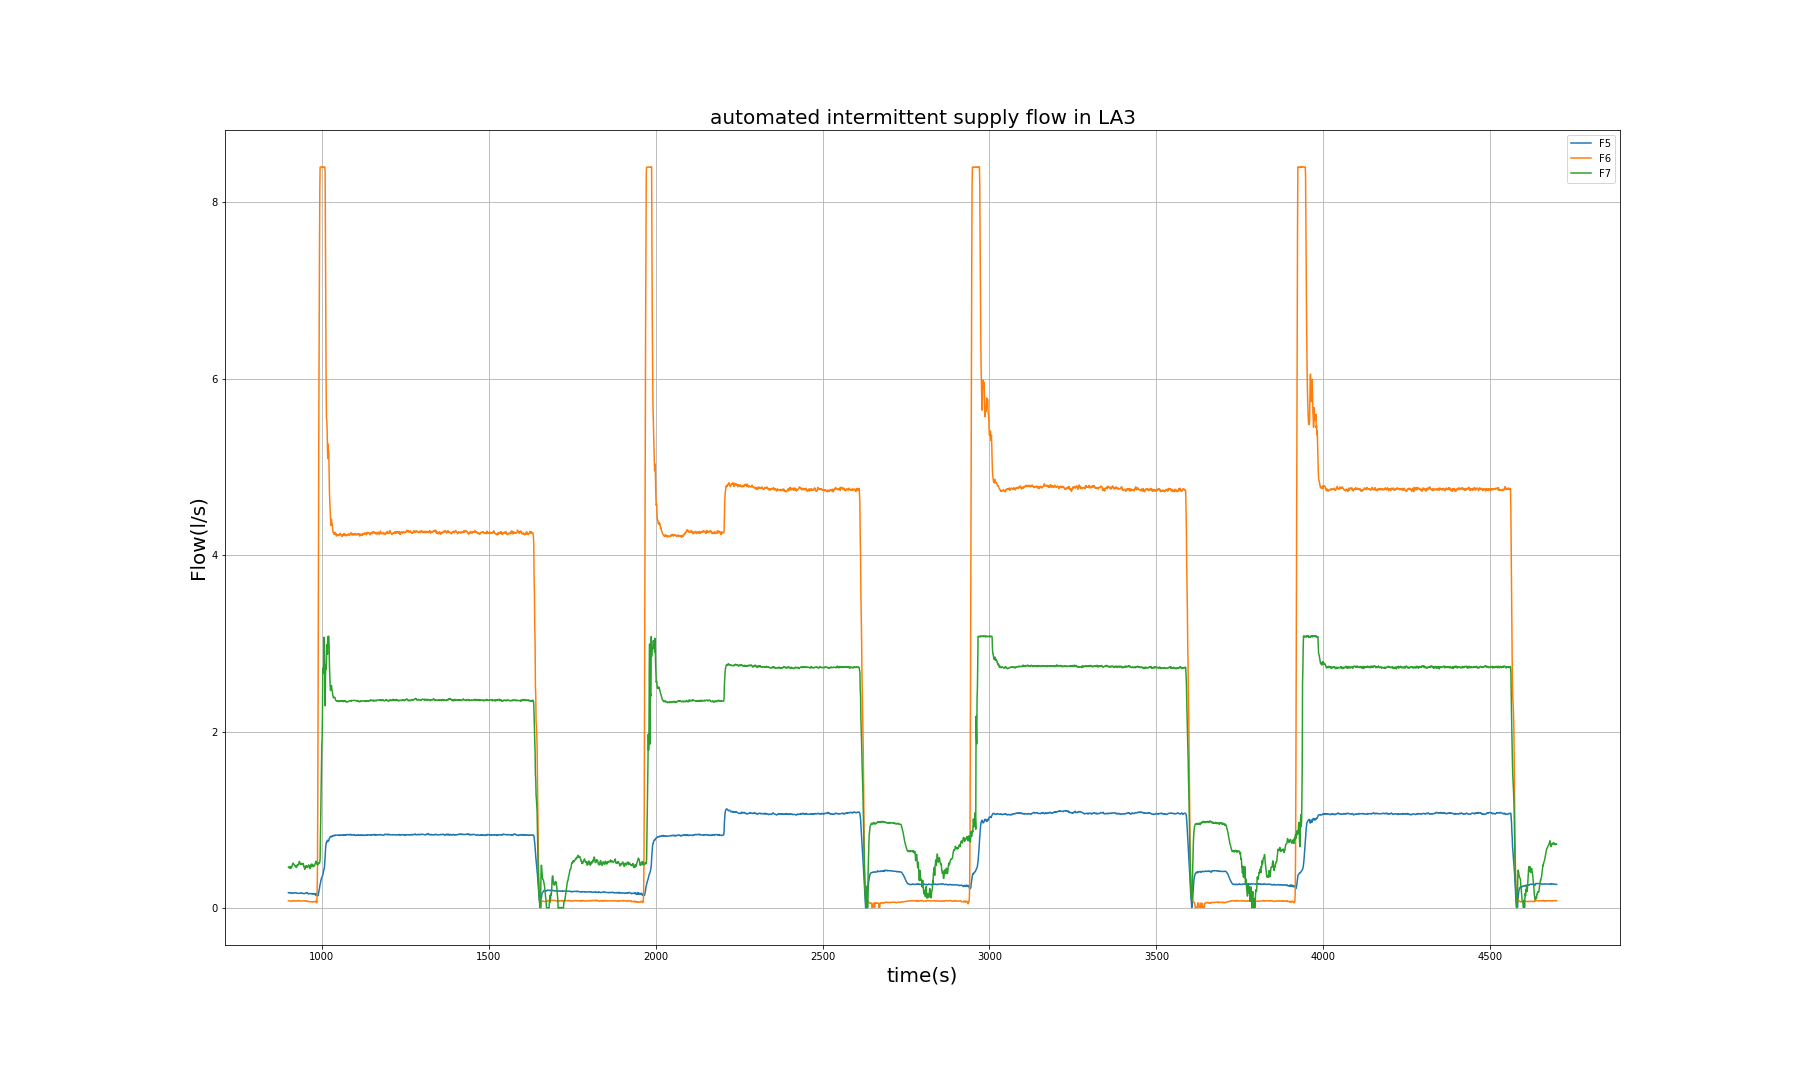 automated intermittent supply flow in LA3
F5
F6
F7
8
6
4
2
0
Flow(l/s)
1000 1500 2000 2500 3000 3500 4000 4500
time(s)